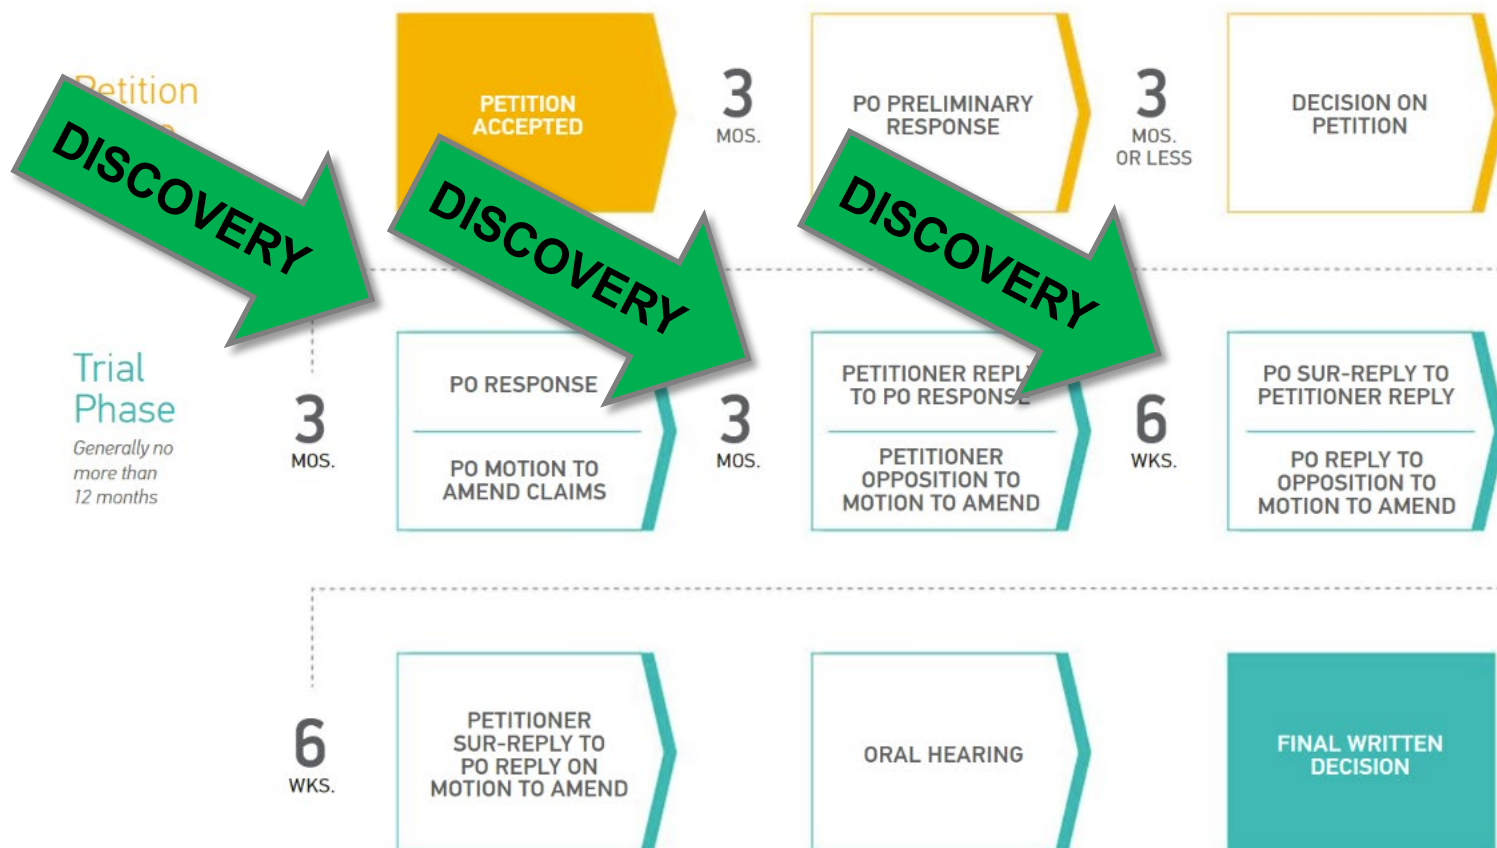 Petition
PETITION
ACCEPTED
3
MOS.
PO PRELIMINARY
RESPONSE
3
MOS.
OR LESS
DECISION ON
PETITION
DISCOVERY
DISCOVERY
DISCOVERY
Trial
Phase
Generally no
more than
12 months
3
MOS.
PO RESPONSE
PO MOTION TO
AMEND CLAIMS
3
MOS.
PETITIONER REPLY
TO PO RESPONSE
PETITIONER
OPPOSITION TO
MOTION TO AMEND
6
WKS.
PO SUR-REPLY TO
PETITIONER REPLY
PO REPLY TO
OPPOSITION TO
MOTION TO AMEND
6
WKS.
PETITIONER
SUR-REPLY TO
PO REPLY ON
MOTION TO AMEND
ORAL HEARING
FINAL WRITTEN
DECISION